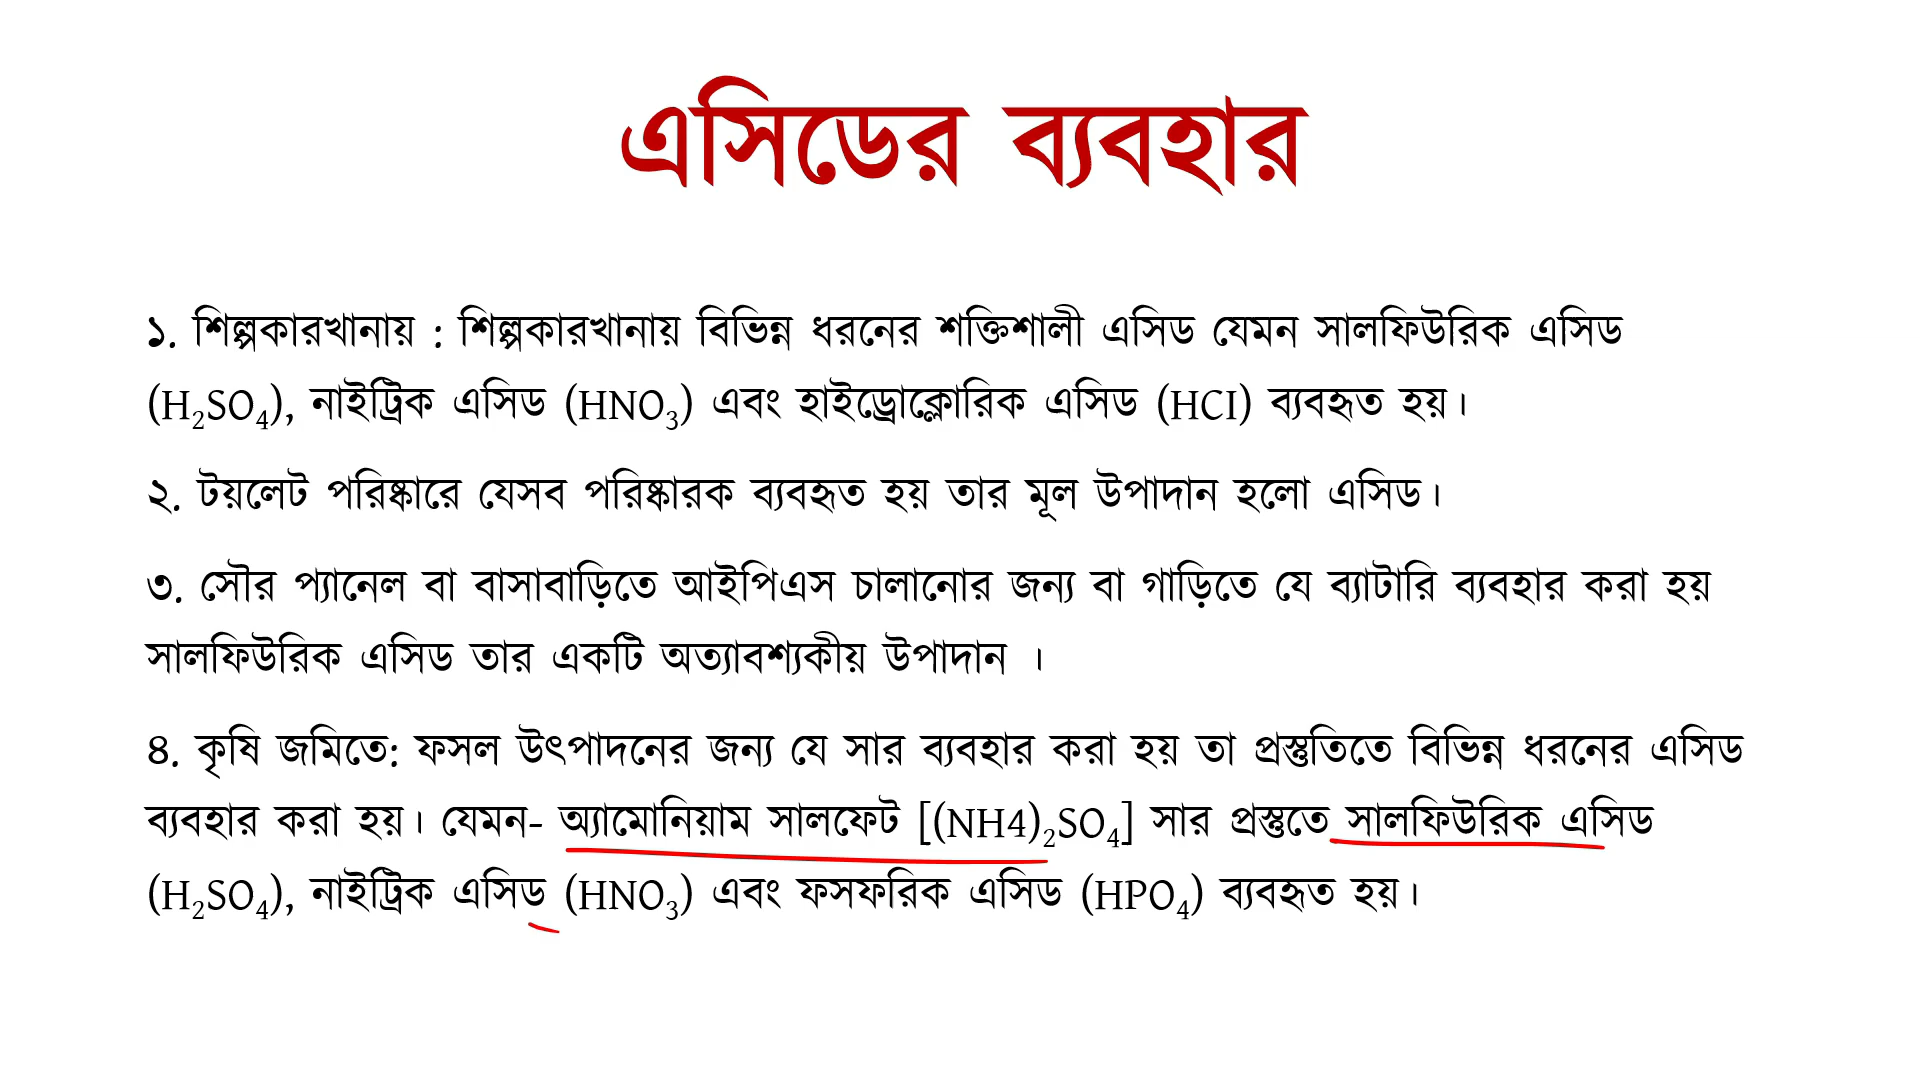 এসিডের ব্যবহার
১. শিল্পকারখানায় : শিল্পকারখানায় বিভিন্ন ধরনের শক্তিশালী এসিড যেমন সালফিউরিক এসিড
(H₂SO₄), নাইট্রিক এসিড (HNO₃) এবং হাইড্রোক্লোরিক এসিড (HCI) ব্যবহৃত হয়।
২. টয়লেট পরিষ্কারে যেসব পরিষ্কারক ব্যবহৃত হয় তার মূল উপাদান হলো এসিড।
৩. সৌর প্যানেল বা বাসাবাড়িতে আইপিএস চালানোর জন্য বা গাড়িতে যে ব্যাটারি ব্যবহার করা হয়
সালফিউরিক এসিড তার একটি অত্যাবশ্যকীয় উপাদান ।
৪. কৃষি জমিতে: ফসল উৎপাদনের জন্য যে সার ব্যবহার করা হয় তা প্রস্তুতিতে বিভিন্ন ধরনের এসিড
ব্যবহার করা হয়। যেমন- অ্যামোনিয়াম সালফেট [(NH4)₂SO₄] সার প্রস্তুতে সালফিউরিক এসিড
(H₂SO₄), নাইট্রিক এসিড (HNO₃) এবং ফসফরিক এসিড (HPO₄) ব্যবহৃত হয়।